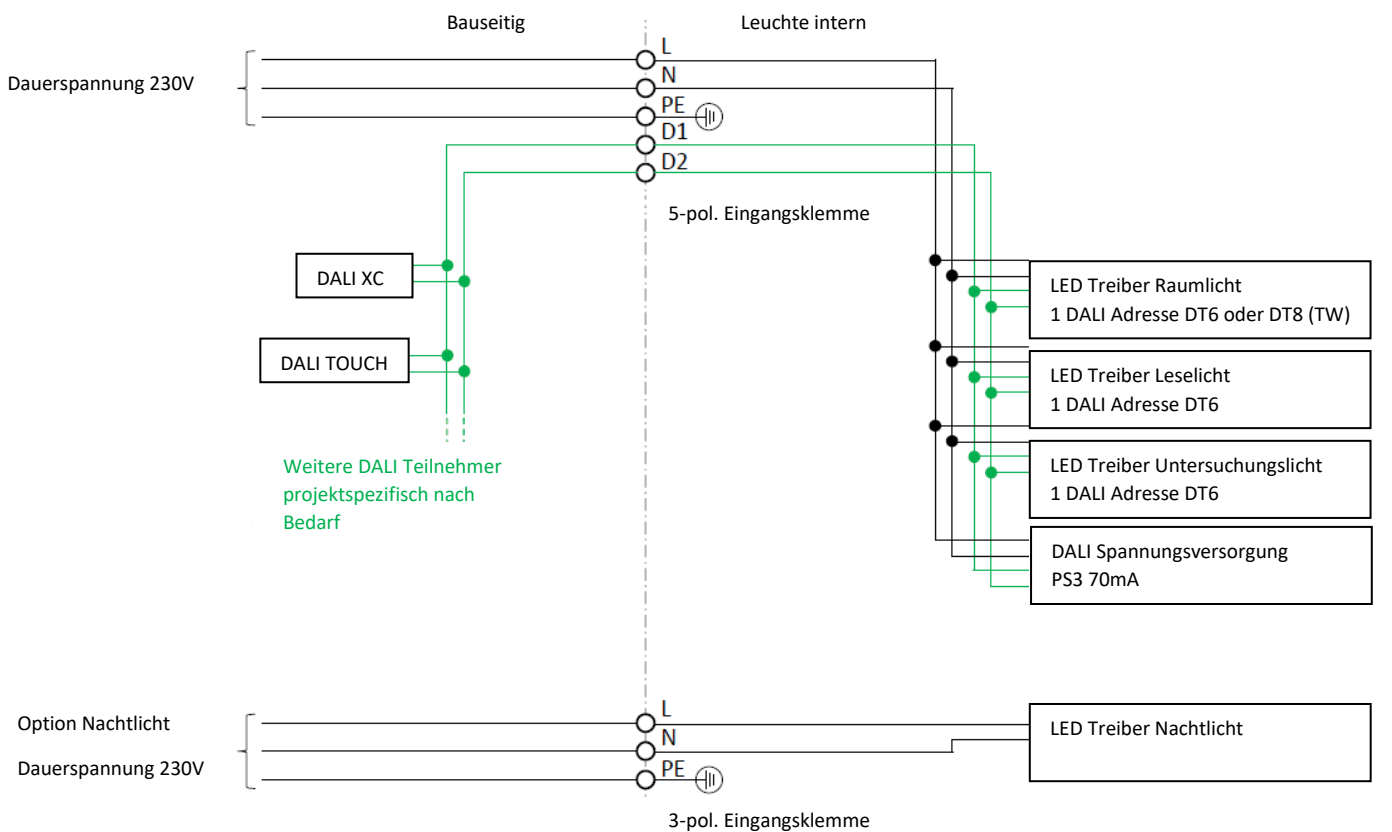 Bauseitig
Leuchte intern
L
Dauerspannung 230V
N
PE
D1
D2
5-pol. Eingangsklemme
DALI XC
LED Treiber Raumlicht
1 DALI Adresse DT6 oder DT8 (TW)
DALI TOUCH
LED Treiber Leselicht
1 DALI Adresse DT6
Weitere DALI Teilnehmer
projektspezifisch nach
Bedarf
LED Treiber Untersuchungslicht
1 DALI Adresse DT6
DALI Spannungsversorgung
PS3 70mA
Option Nachtlicht
Dauerspannung 230V
L
N
PE
LED Treiber Nachtlicht
3-pol. Eingangsklemme